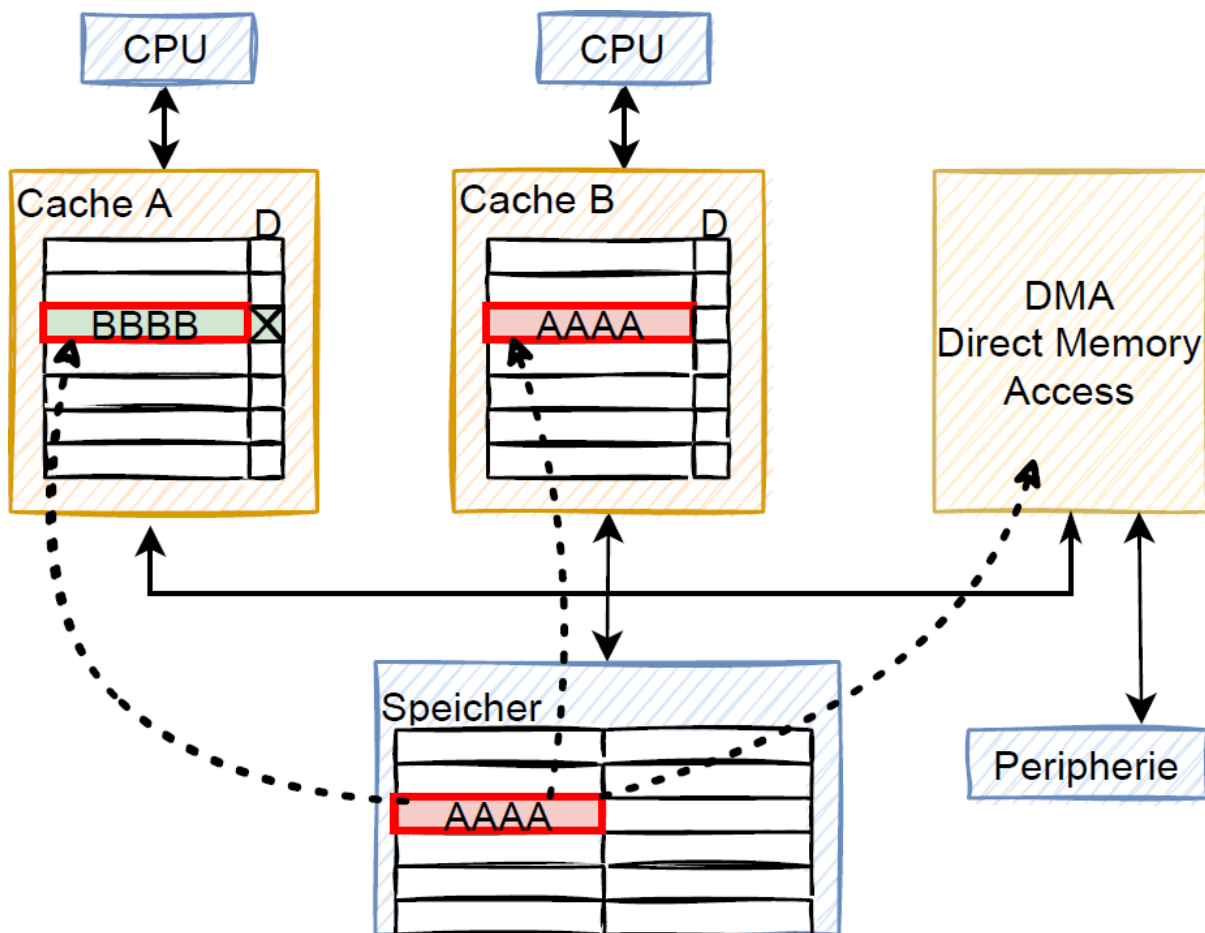 CPU
CPU
Cache A
D
BBBB
Cache B
D
AAAA
DMA
Direct Memory
Access
Speicher
AAAA
Peripherie